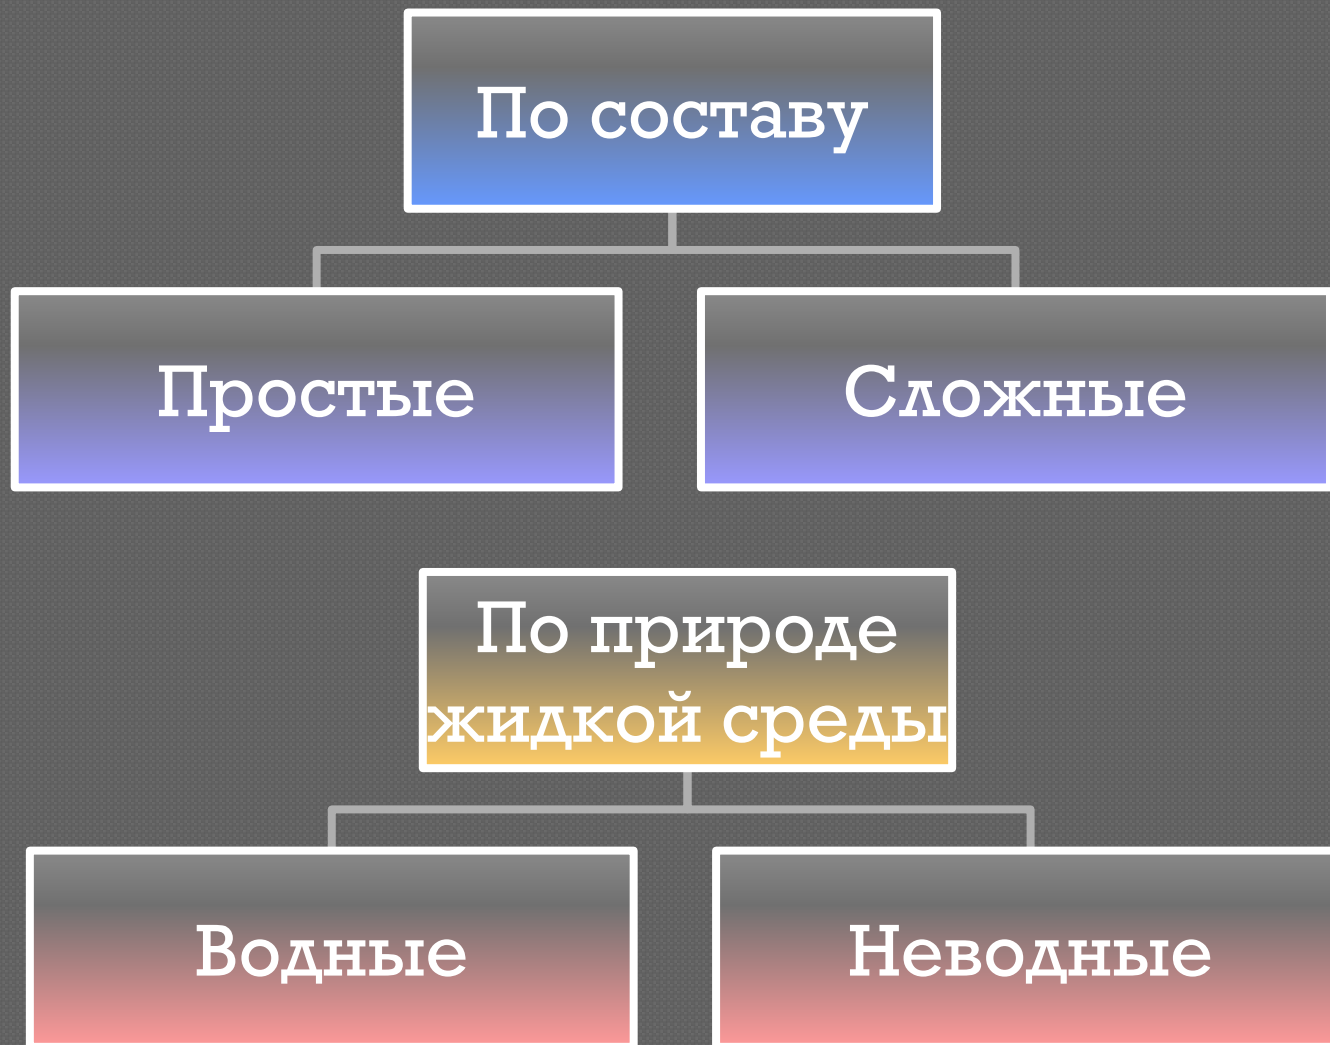 По составу
Простые
Сложные
По природе
жидкой среды
Водные
Неводные